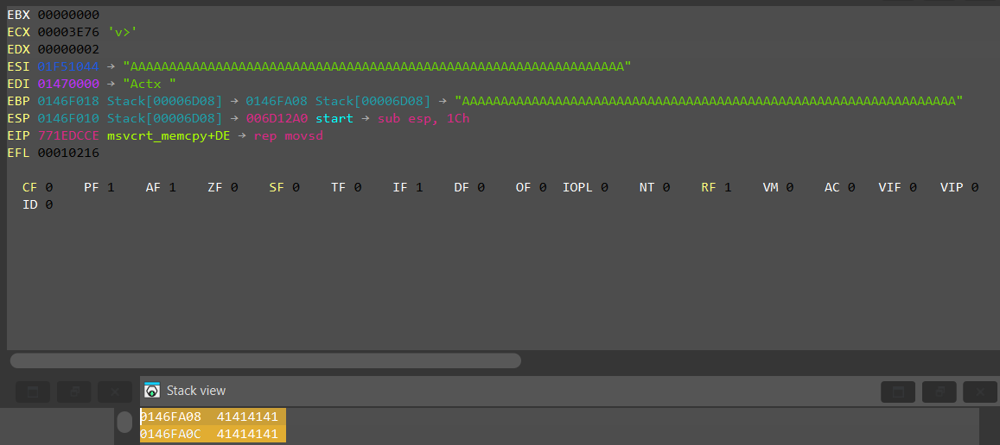 EBX 00000000
ECX 00003E76 'v>'
EDX 00000002
ESI 01F51044 → "AAAAAAAAAAAAAAAAAAAAAAAAAAAAAAAAAAAAAAAAAAAAAAAAAAAAAAAAAAAAAAAA"
EDI 01470000 → "Actx "
EBP 0146F018 Stack[00006D08] → 0146FA08 Stack[00006D08] → "AAAAAAAAAAAAAAAAAAAAAAAAAAAAAAAAAAAAAAAAAAAAAAAAAAAAAAAAAAAAAAAA"
ESP 0146F010 Stack[00006D08] → 006D12A0 start → sub esp, 1Ch
EIP 771EDCCE msvcrt_memcpy+DE → rep movsd
EFL 00010216
CF 0 PF 1 AF 1 ZF 0 SF 0 TF 0 IF 1 DF 0 OF 0 IOPL 0 NT 0 RF 1 VM 0 AC 0 VIF 0 VIP 0
ID 0
Stack view
0146FA08 41414141
0146FA0C 41414141